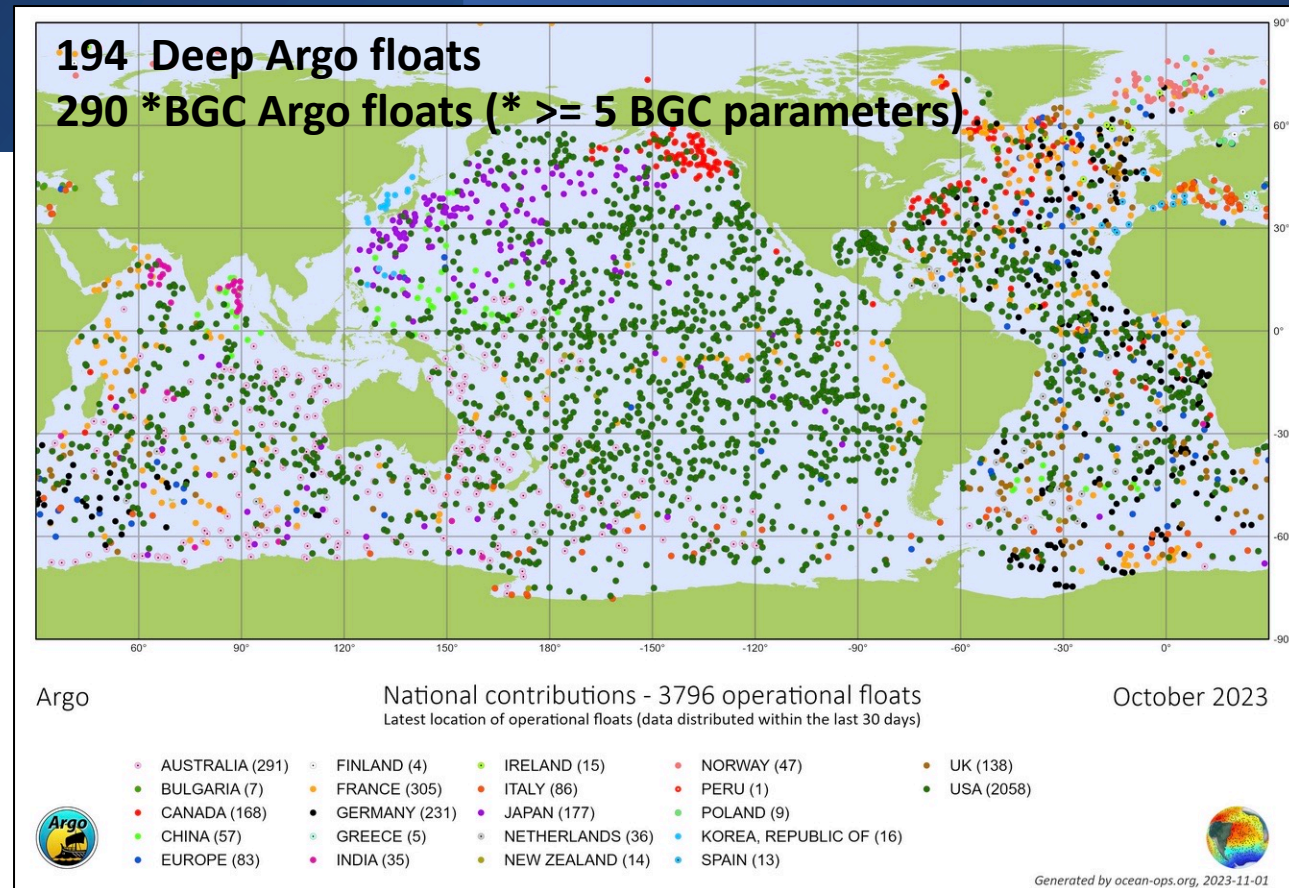 194 Deep Argo floats
290 *BGC Argo floats (* >= 5 BGC parameters)
90°
60°
30°
0°
-30°
-60°
-90°
60° 90° 120° 150° 180° -150° -120° -90° -60° -30° 0°
Argo
National contributions - 3796 operational floats
October 2023
Latest location of operational floats (data distributed within the last 30 days)
AUSTRALIA (291) FINLAND (4) IRELAND (15) NORWAY (47) UK (138)
BULGARIA (7) FRANCE (305) ITALY (86) PERU (1) USA (2058)
CANADA (168) GERMANY (231) JAPAN (177) POLAND (9)
CHINA (57) GREECE (5) NETHERLANDS (36) KOREA, REPUBLIC OF (16)
EUROPE (83) INDIA (35) NEW ZEALAND (14) SPAIN (13)
Argo
Generated by ocean-ops.org, 2023-11-01